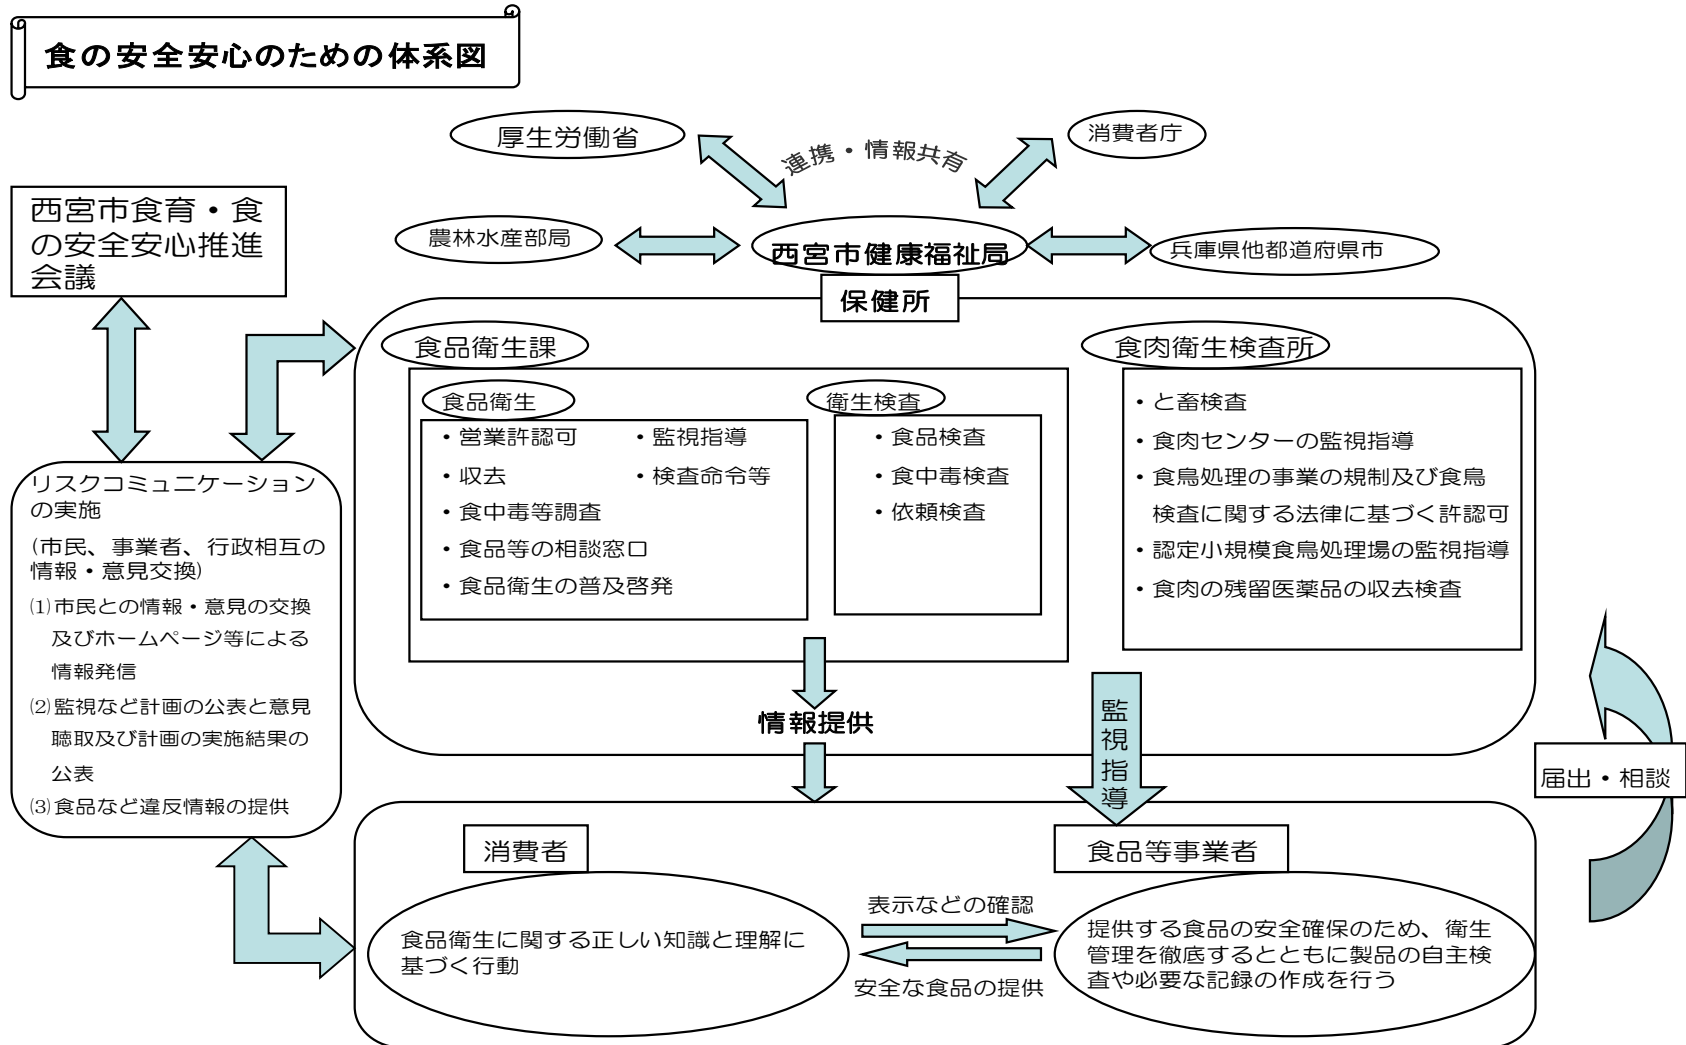 食の安全安心のための体系図
厚生労働省
連携・情報共有
消費者庁
西宮市食育・食
の安全安心推進
会議
農林水産部局
西宮市健康福祉局
兵庫県他都道府県市
保健所
食品衛生課
食品衛生
・営業許認可
・監視指導
・収去
・検査命令等
・食中毒等調査
・食品等の相談窓口
・食品衛生の普及啓発
衛生検査
・食品検査
・食中毒検査
・依頼検査
食肉衛生検査所
・と畜検査
・食肉センターの監視指導
・食鳥処理の事業の規制及び食鳥
検査に関する法律に基づく許認可
・認定小規模食鳥処理場の監視指導
・食肉の残留医薬品の収去検査
リスクコミュニケーション
の実施
(市民、事業者、行政相互の
情報・意見交換)
⑴市民との情報・意見の交換
及びホームページ等による
情報発信
⑵監視など計画の公表と意見
聴取及び計画の実施結果の
公表
⑶食品など違反情報の提供
情報提供
監視指導
届出・相談
消費者
食品衛生に関する正しい知識と理解に
基づく行動
表示などの確認
安全な食品の提供
食品等事業者
提供する食品の安全確保のため、衛生
管理を徹底するとともに製品の自主検
査や必要な記録の作成を行う